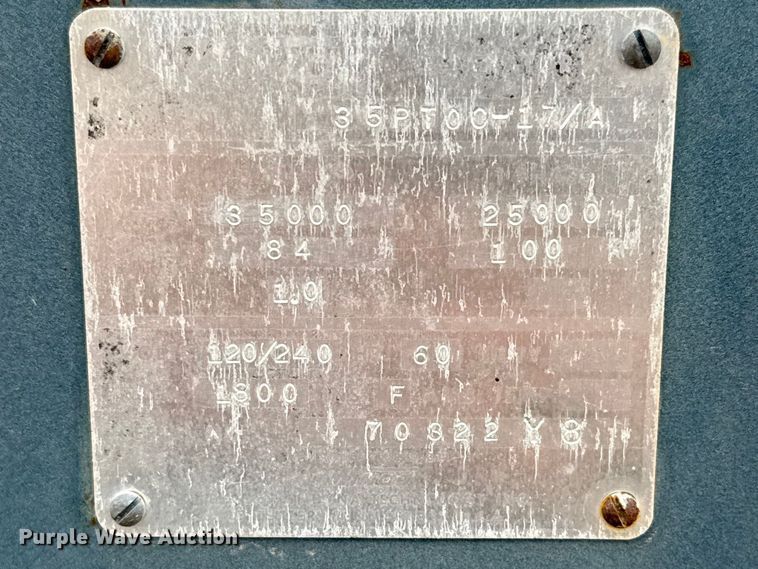 35PTOC-17/A
35000 25000
84 100
1.0
120/240 60
1800 F
70822 Y8
Purple Wave Auction